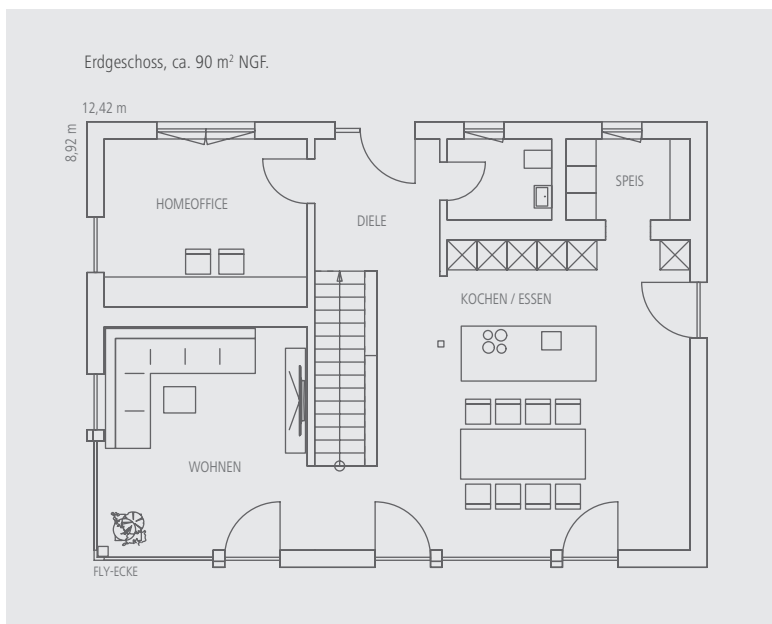 Erdgeschoss, ca. 90 m² NGF.
12,42 m
8,92 m
HOMEOFFICE
DIELE
SPEIS
KOCHEN / ESSEN
WOHNEN
FLY-ECKE